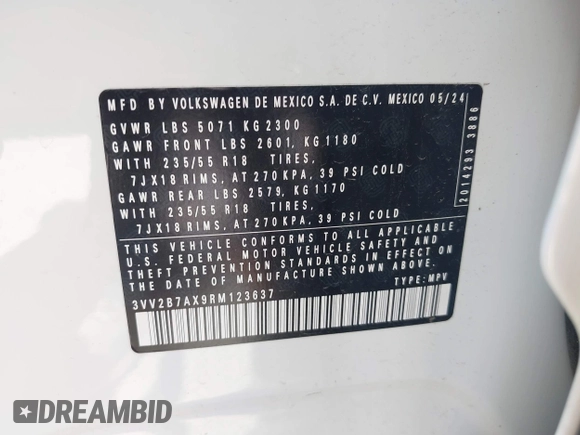 MFD BY VOLKSWAGEN DE MEXICO S.A. DE C.V. MEXICO 05/24
GVWR LBS 5071 KG 2300
GAWR FRONT LBS 2601, KG 1180
WITH 235/55 R18 TIRES,
7JX18 RIMS, AT 270 KPA, 39 PSI COLD
GAWR REAR LBS 2579, KG 1170
WITH 235/55 R18 TIRES,
7JX18 RIMS, AT 270 KPA, 39 PSI COLD
THIS VEHICLE CONFORMS TO ALL APPLICABLE
U.S. FEDERAL MOTOR VEHICLE SAFETY AND
THEFT PREVENTION STANDARDS IN EFFECT ON
THE DATE OF MANUFACTURE SHOWN ABOVE.
3VV2B7AX9RM123637 TYPE: MPV
2014293 3886
DREAMBID